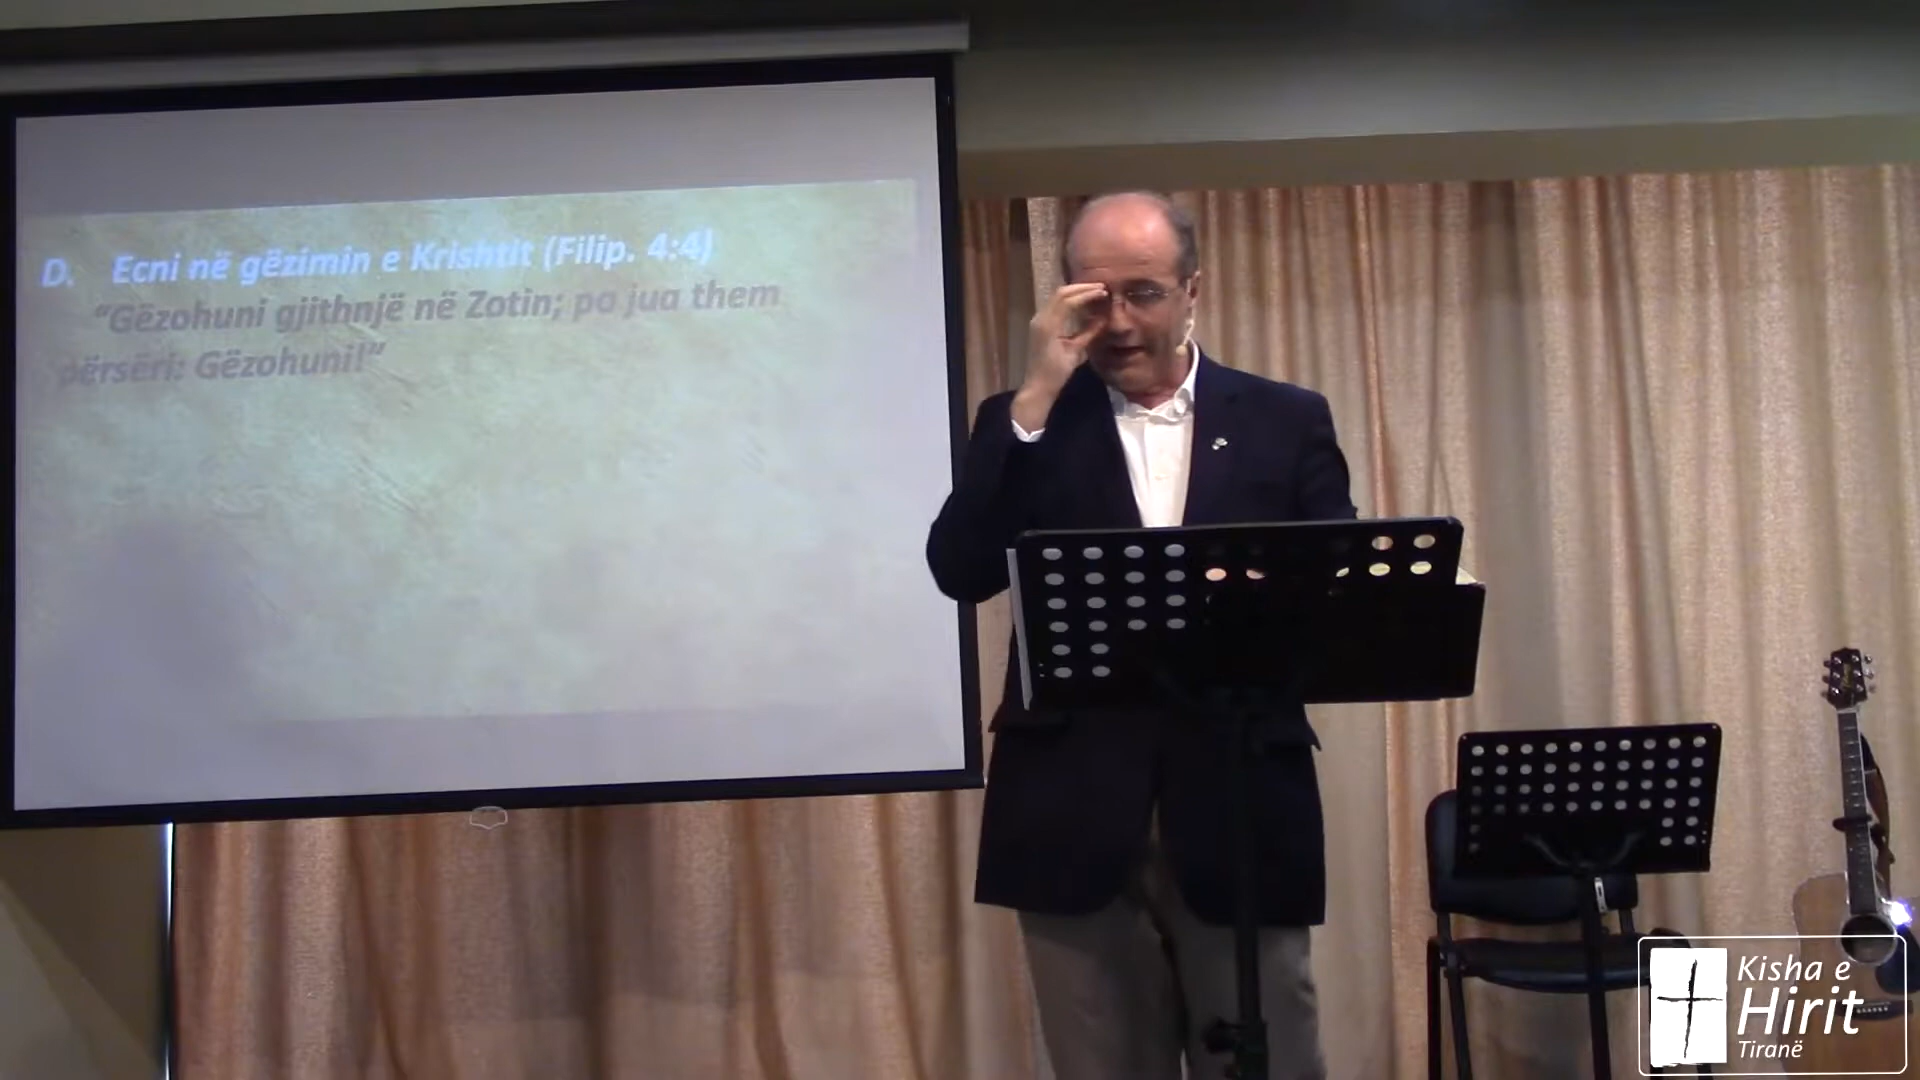 D. Ecni në gëzimin e Krishtit (Filip. 4:4)
“Gëzohuni gjithnjë në Zotin; po jua them
përsëri: Gëzohuni!”
Kisha e
Hirit
Tiranë